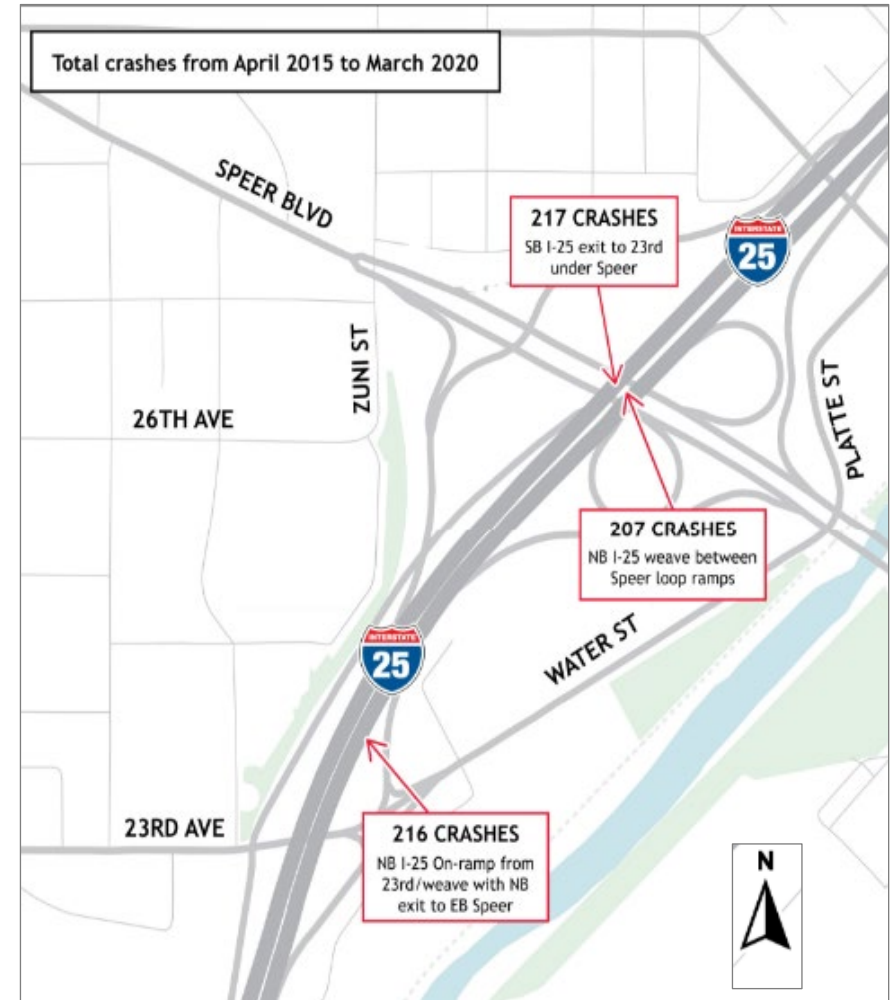 Total crashes from April 2015 to March 2020
SPEER BLVD
217 CRASHES
SB I-25 exit to 23rd
under Speer
INTERSTATE
25
ZUNI ST
PLATTE ST
26TH AVE
207 CRASHES
NB I-25 weave between
Speer loop ramps
WATER ST
INTERSTATE
25
23RD AVE
216 CRASHES
NB I-25 On-ramp from
23rd/weave with NB
exit to EB Speer
N